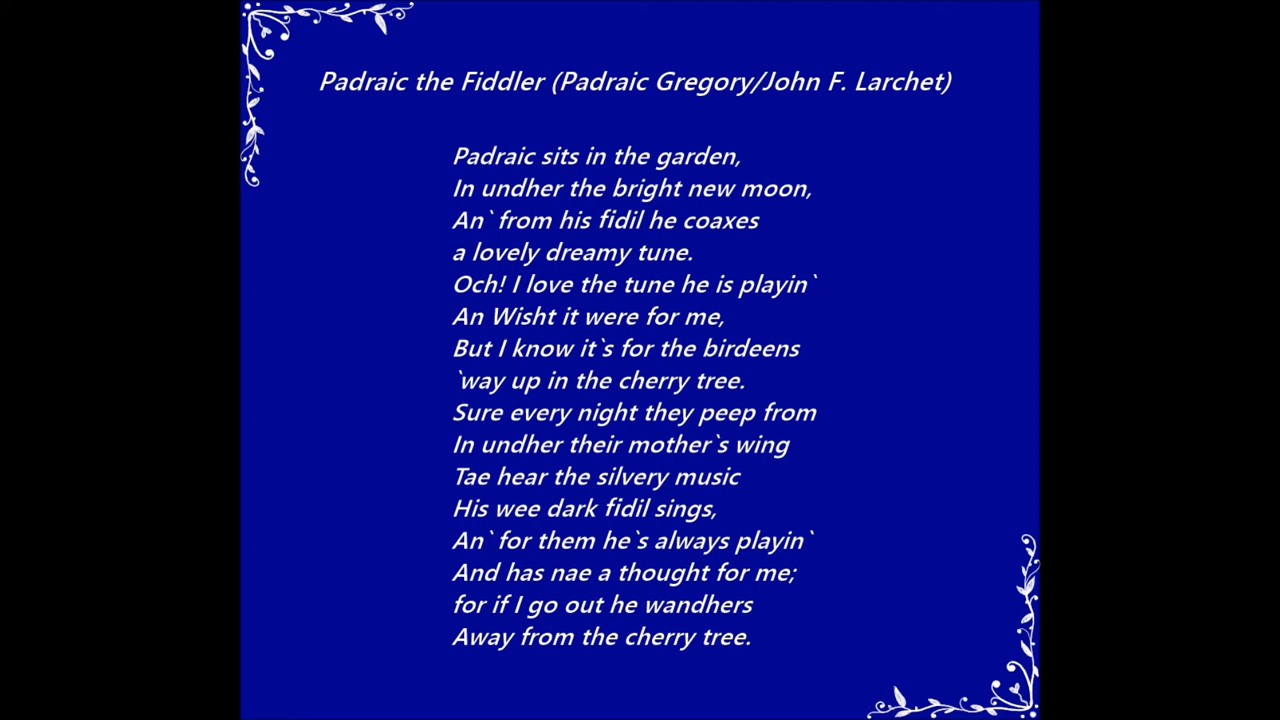 Padraic the Fiddler (Padraic Gregory/John F. Larchet)
Padraic sits in the garden,
In undher the bright new moon,
An` from his fidil he coaxes
a lovely dreamy tune.
Och! I love the tune he is playin`
An Wisht it were for me,
But I know it`s for the birdeens
`way up in the cherry tree.
Sure every night they peep from
In undher their mother`s wing
Tae hear the silvery music
His wee dark fidil sings,
An` for them he`s always playin`
And has nae a thought for me;
for if I go out he wandhers
Away from the cherry tree.